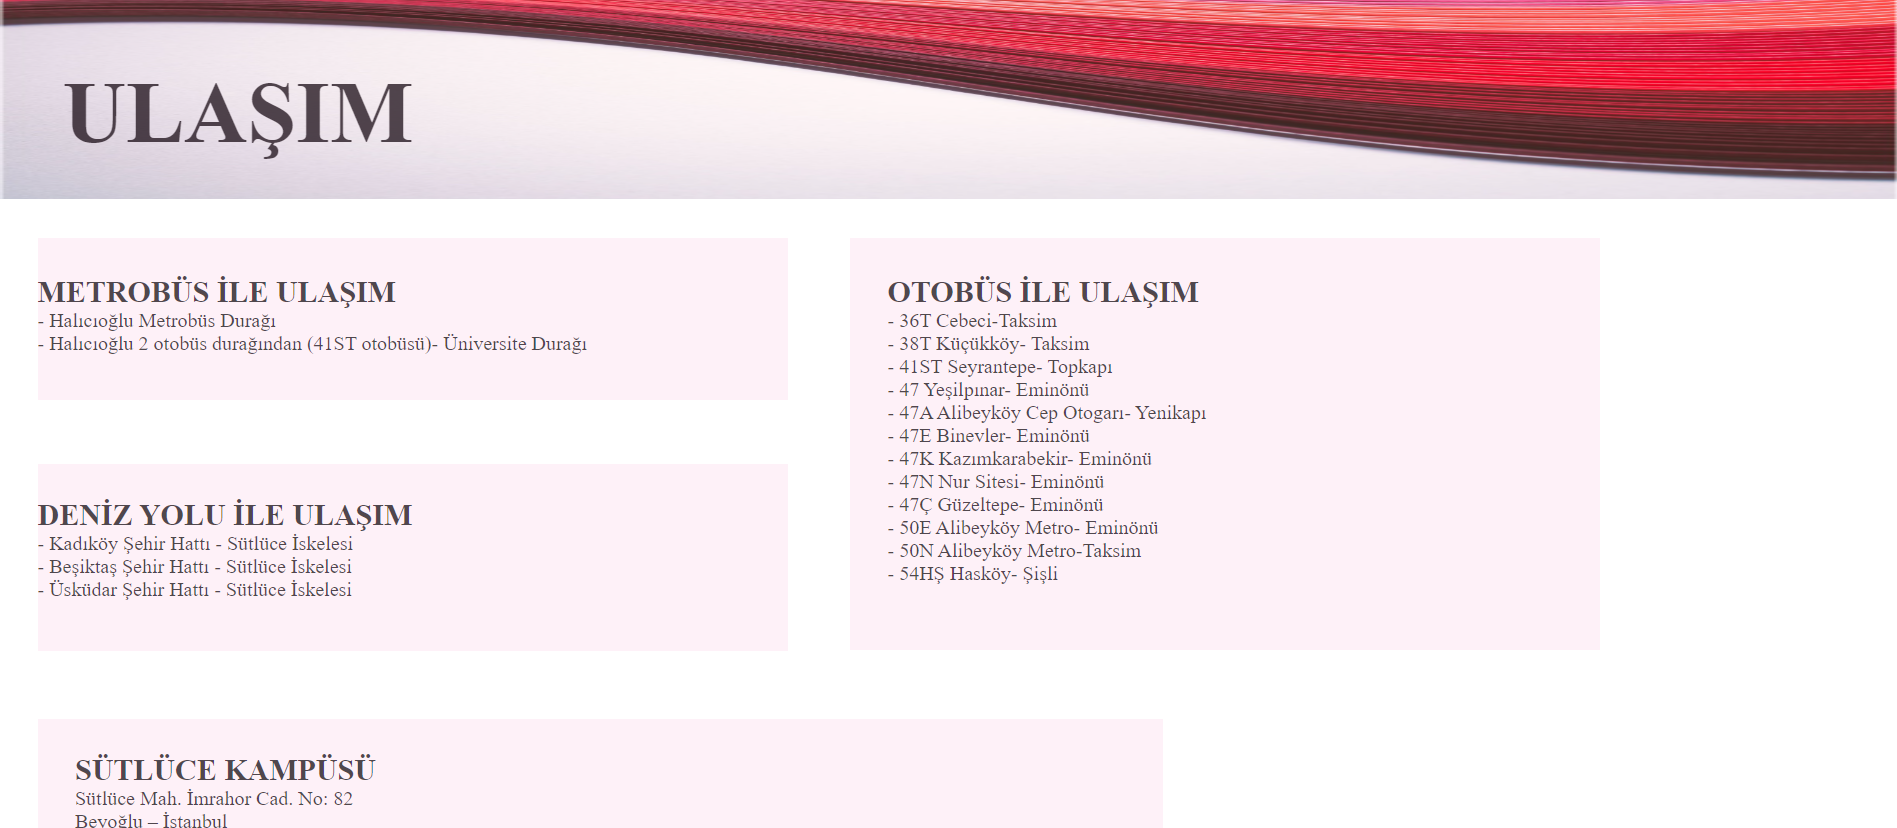 ULAŞIM
METROBÜS İLE ULAŞIM
- Halıcıoğlu Metrobüs Durağı
- Halıcıoğlu 2 otobüs durağından (41ST otobüsü)- Üniversite Durağı
DENİZ YOLU İLE ULAŞIM
- Kadıköy Şehir Hattı - Sütlüce İskelesi
- Beşiktaş Şehir Hattı - Sütlüce İskelesi
- Üsküdar Şehir Hattı - Sütlüce İskelesi
OTOBÜS İLE ULAŞIM
- 36T Cebeci-Taksim
- 38T Küçükköy- Taksim
- 41ST Seyrantepe- Topkapı
- 47 Yeşilpınar- Eminönü
- 47A Alibeyköy Cep Otogarı- Yenikapı
- 47E Binevler- Eminönü
- 47K Kazımkarabekir- Eminönü
- 47N Nur Sitesi- Eminönü
- 47Ç Güzeltepe- Eminönü
- 50E Alibeyköy Metro- Eminönü
- 50N Alibeyköy Metro-Taksim
- 54HŞ Hasköy- Şişli
SÜTLÜCE KAMPÜSÜ
Sütlüce Mah. İmrahor Cad. No: 82
Beyoğlu – İstanbul